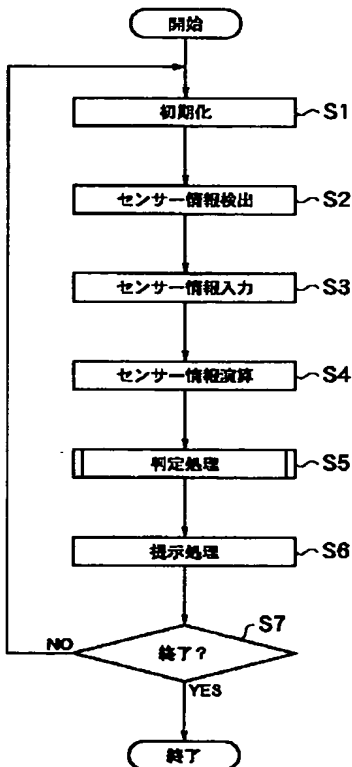 開始
初期化 S1
センサー情報検出 S2
センサー情報入力 S3
センサー情報演算 S4
判定処理 S5
提示処理 S6
S7
NO 終了？
YES
終了